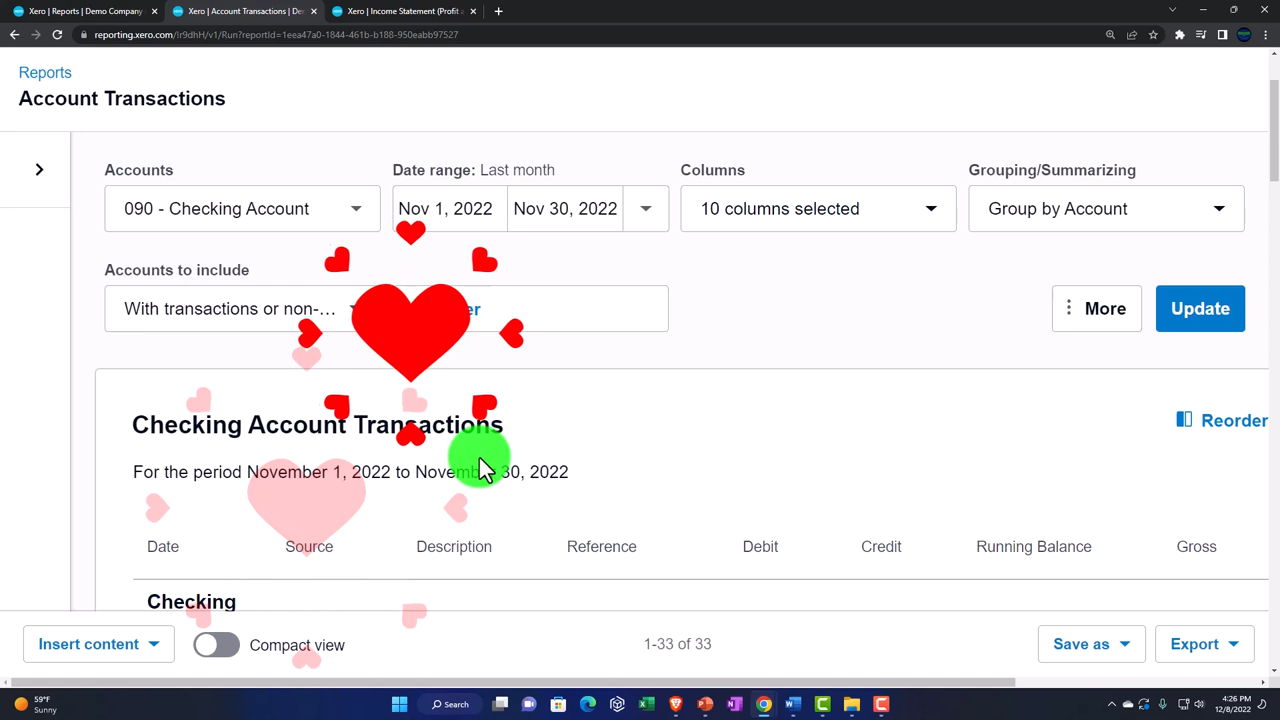 Xero | Reports | Demo Company
Xero | Account Transactions | De
Xero | Income Statement (Profit a
reporting.xero.com/!r9dhH/v1/Run?reportId=1eea47a0-1844-461b-b18b-950eabb97527
Reports
Account Transactions
Accounts
Date range: Last month
Columns
Grouping/Summarizing
090 - Checking Account
Nov 1, 2022
Nov 30, 2022
10 columns selected
Group by Account
Accounts to include
With transactions or non-…
More
Update
Checking Account Transactions
Reorder
For the period November 1, 2022 to November 30, 2022
Date Source Description Reference Debit Credit Running Balance Gross
Checking
Insert content
Compact view
1-33 of 33
Save as
Export
59°F
Sunny
Search
4:26 PM
12/8/2022